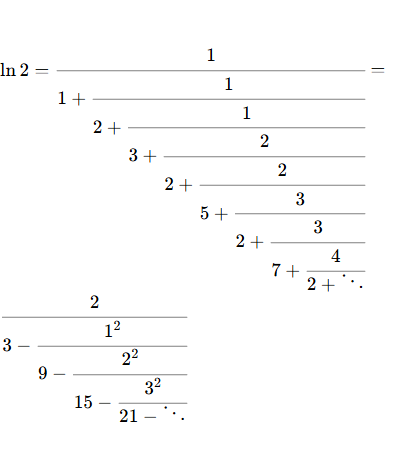 ln 2 = \cfrac{1}{1 + \cfrac{1}{2 + \cfrac{1}{3 + \cfrac{2}{2 + \cfrac{2}{5 + \cfrac{3}{2 + \cfrac{3}{7 + \cfrac{4}{2 + \ddots}}}}}}}} =
\cfrac{2}{3 - \cfrac{1^2}{9 - \cfrac{2^2}{15 - \cfrac{3^2}{21 - \ddots}}}}